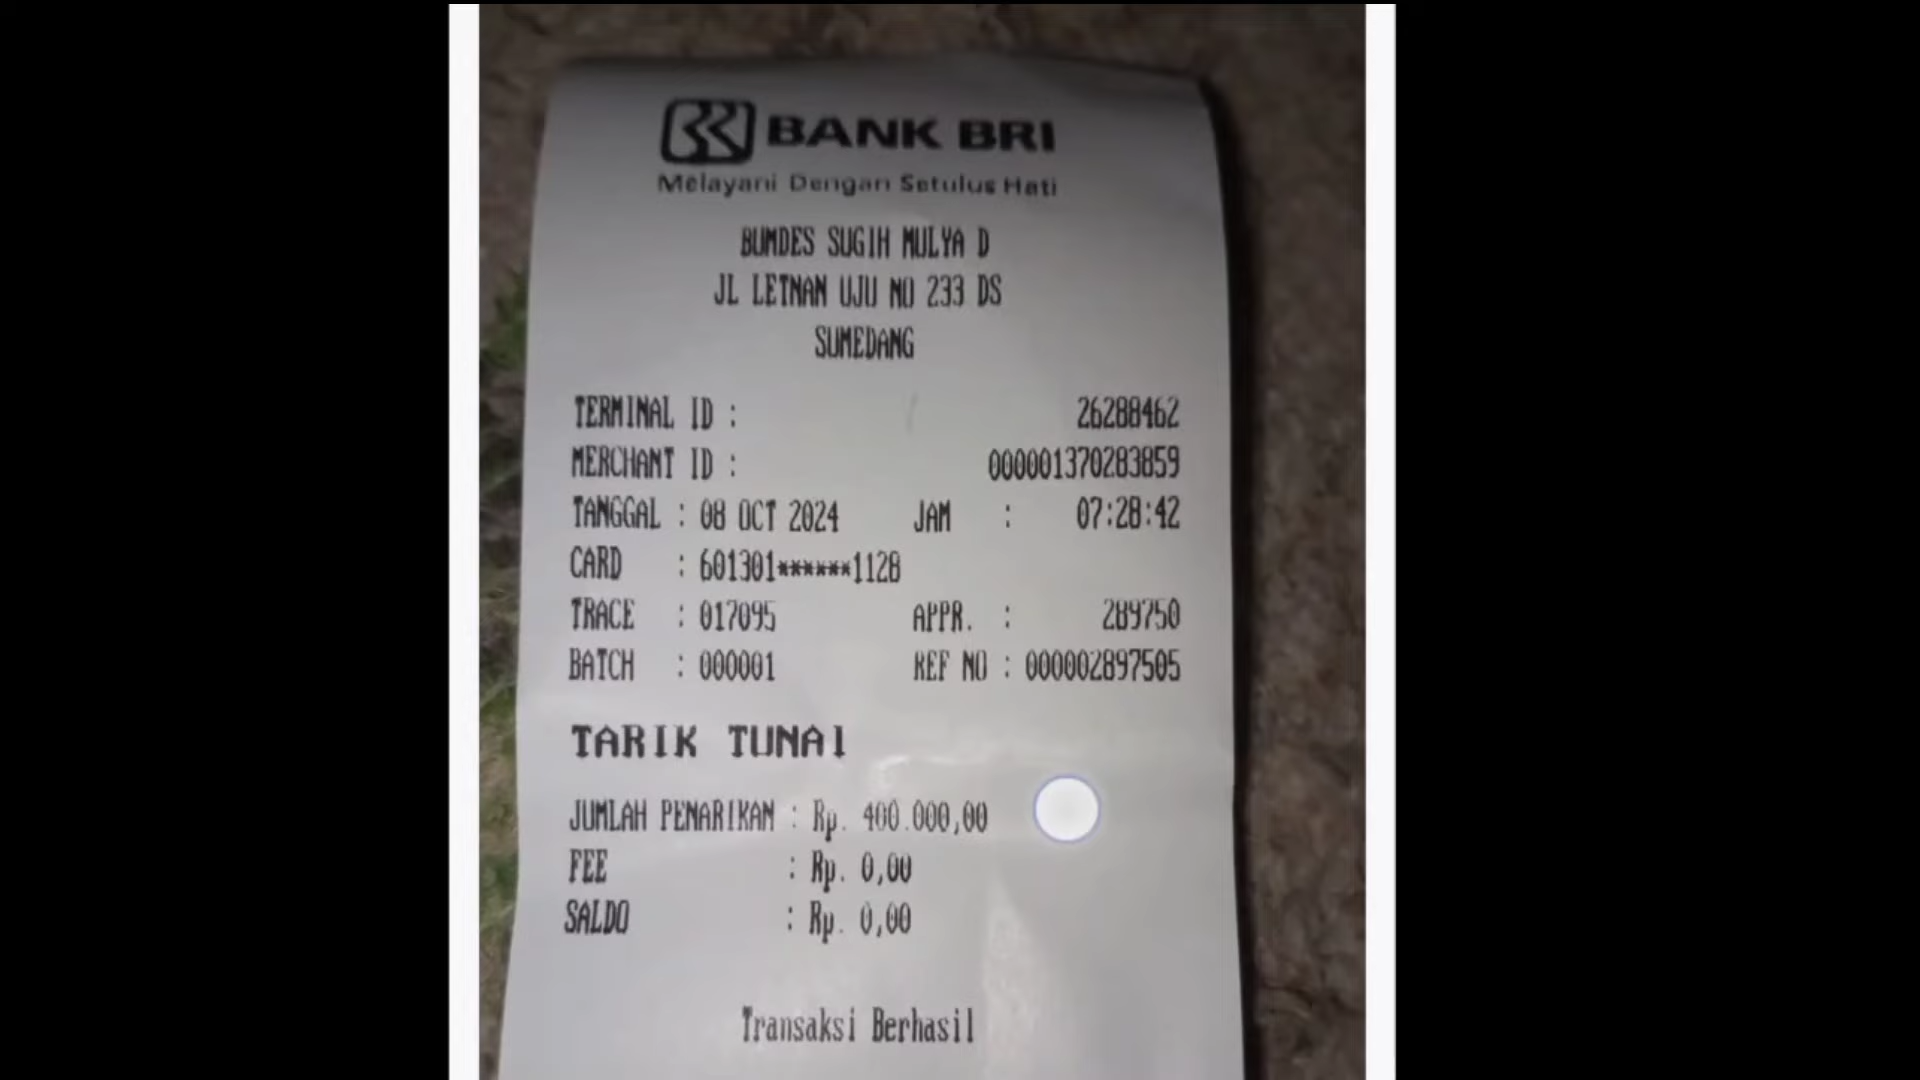 BANK BRI
Melayani Dengan Setulus Hati
BUMDES SUGIH MULYA D
JL LETNAN UJU NO 233 DS
SUMEDANG
TERMINAL ID : 26288462
MERCHANT ID : 000001370283859
TANGGAL : 08 OCT 2024 JAM : 07:28:42
CARD : 601301******1128
TRACE : 017095 APPR. : 289750
BATCH : 000001 REF NO : 000002897505
TARIK TUNAI
JUMLAH PENARIKAN : Rp. 400.000,00
FEE : Rp. 0,00
SALDO : Rp. 0,00
Transaksi Berhasil